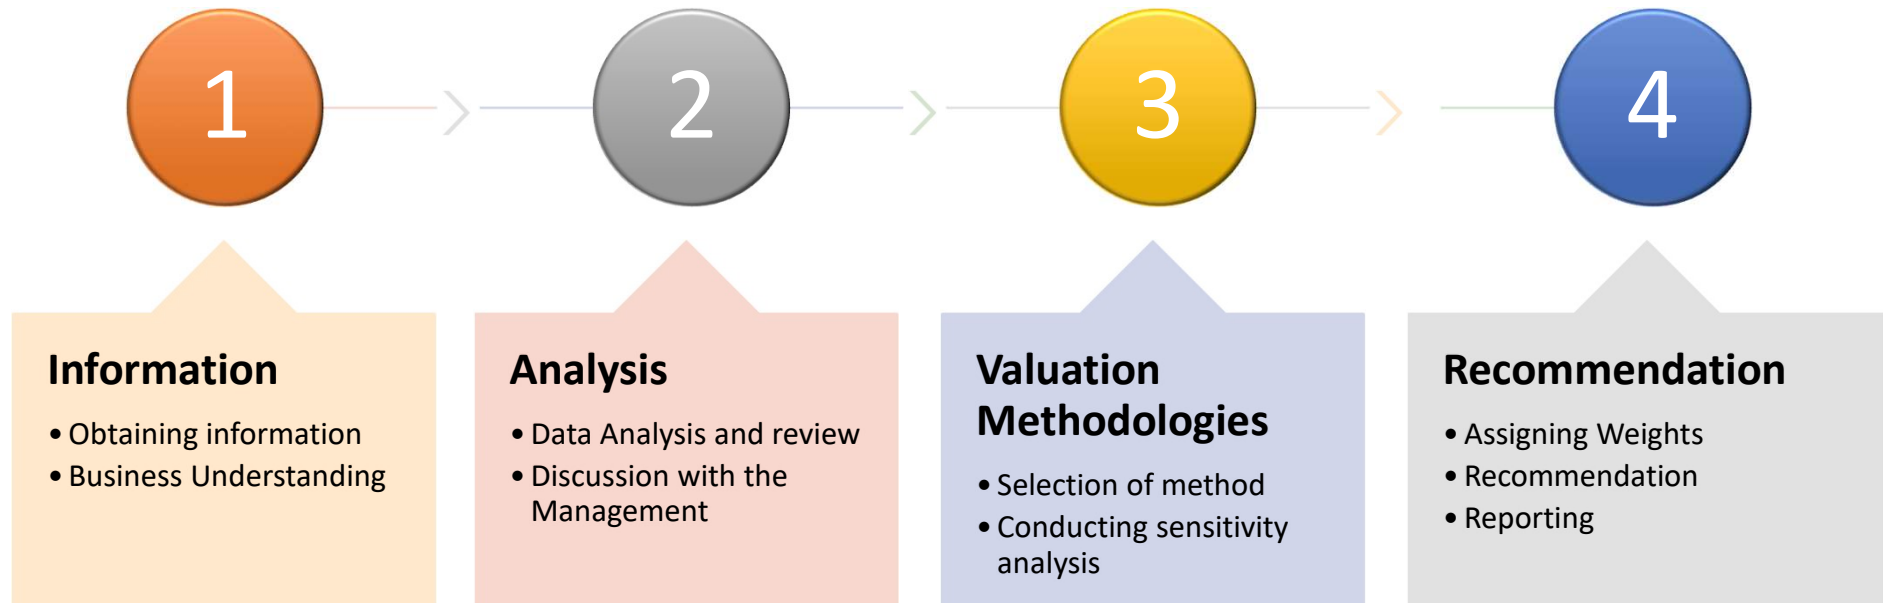 1
2
3
4
Information
• Obtaining information
• Business Understanding
Analysis
• Data Analysis and review
• Discussion with the
Management
Valuation
Methodologies
• Selection of method
• Conducting sensitivity
analysis
Recommendation
• Assigning Weights
• Recommendation
• Reporting